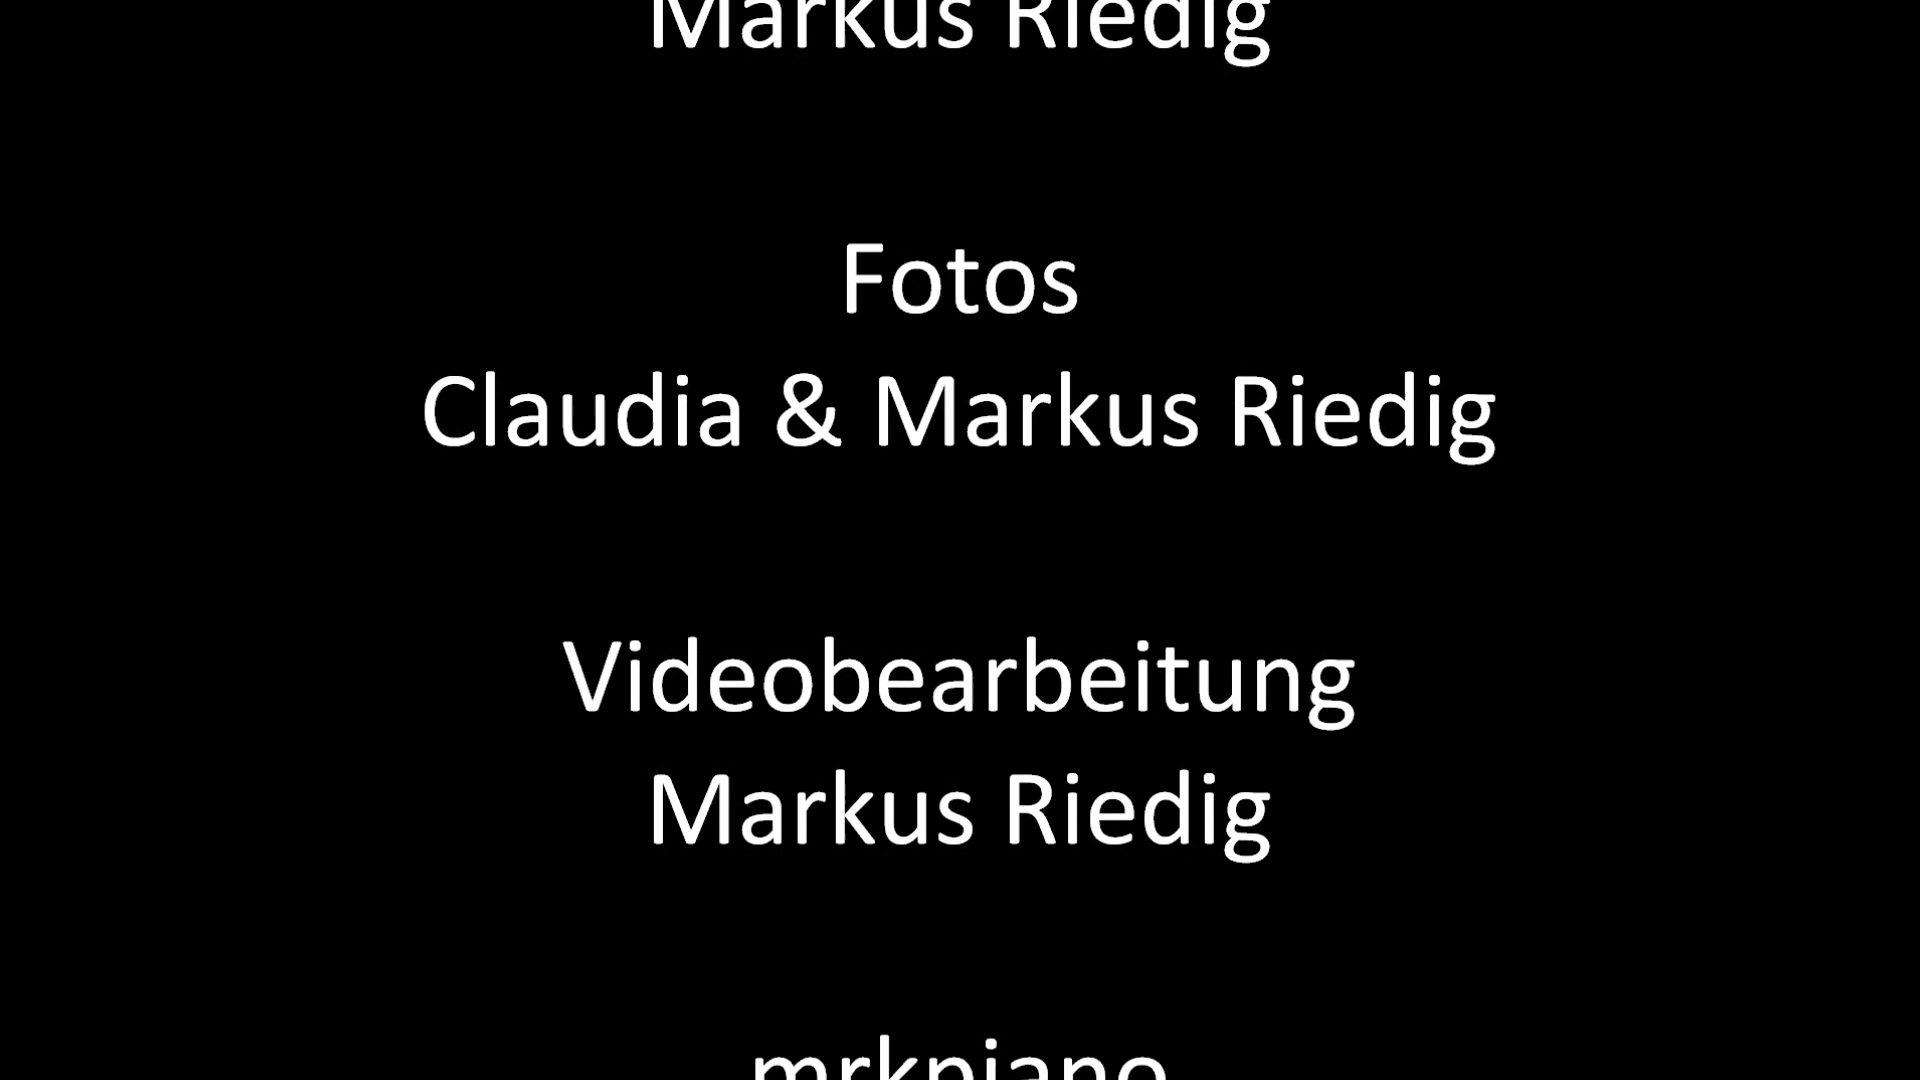 Markus Riedig
Fotos
Claudia & Markus Riedig
Videobearbeitung
Markus Riedig
mrkpiano